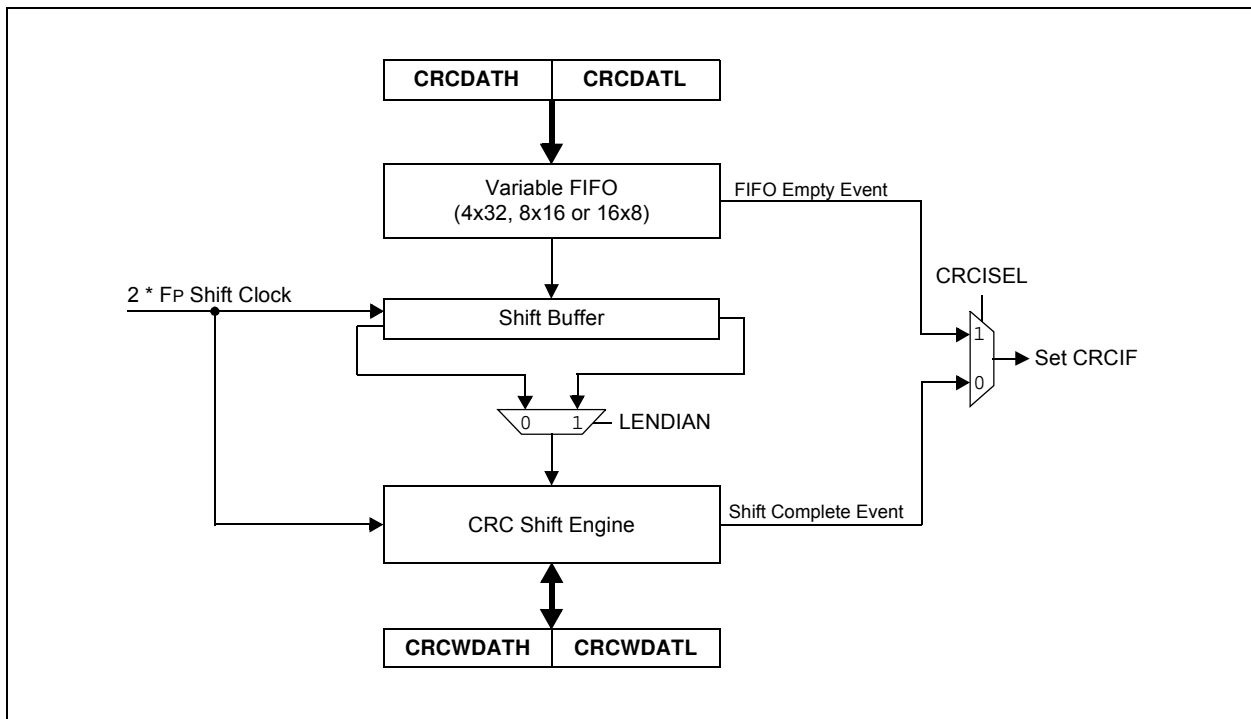 CRCDATH CRCDATL
Variable FIFO
(4x32, 8x16 or 16x8)
FIFO Empty Event
CRCISEL
2 * FP Shift Clock
Shift Buffer
1
Set CRCIF
0
0 1
LENDIAN
CRC Shift Engine
Shift Complete Event
CRCWDATH CRCWDATL